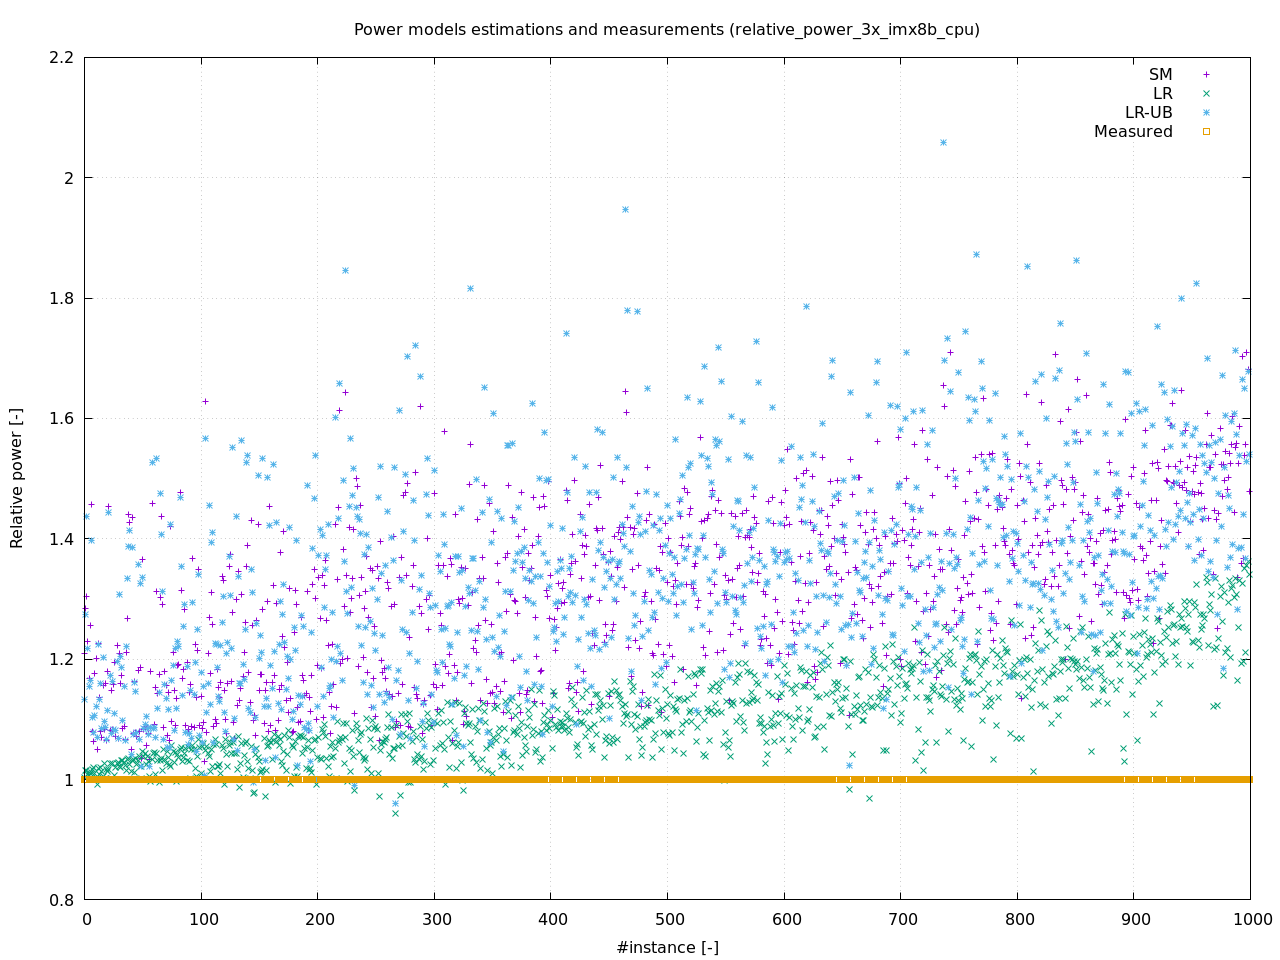 Power models estimations and measurements (relative_power_3x_imx8b_cpu)
2.2
2
1.8
1.6
1.4
1.2
1
0.8
Relative power [-]
SM
LR
LR-UB
Measured
0 100 200 300 400 500 600 700 800 900 1000
#instance [-]